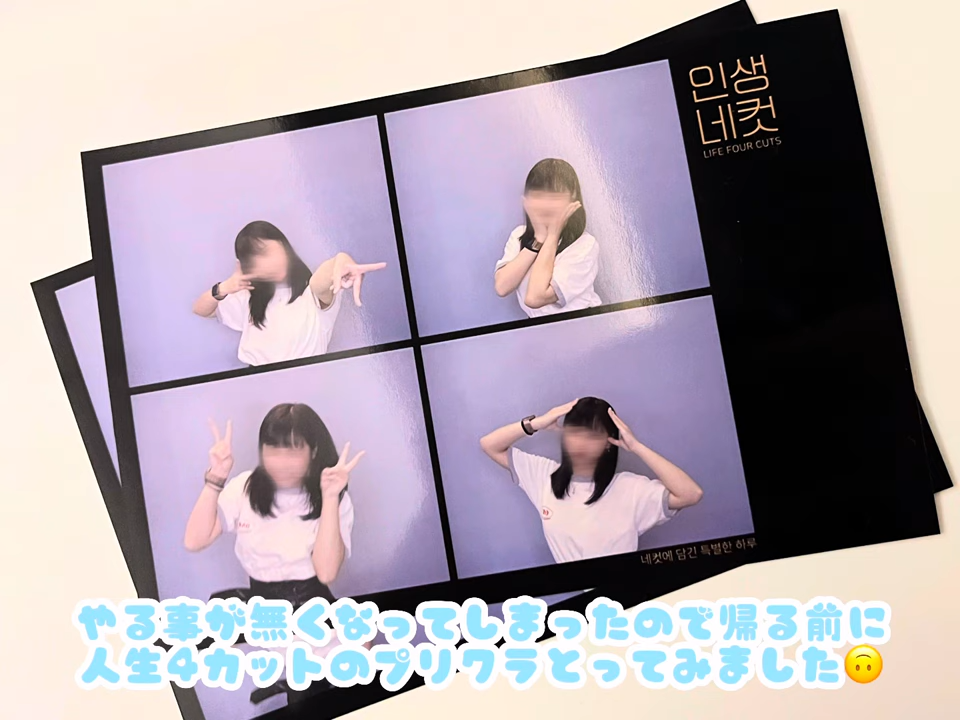 인생
네컷
LIFE FOUR CUTS
네컷에 담긴 특별한 하루
やる事が無くなってしまったので帰る前に
人生4カットのプリクラとってみました🙃